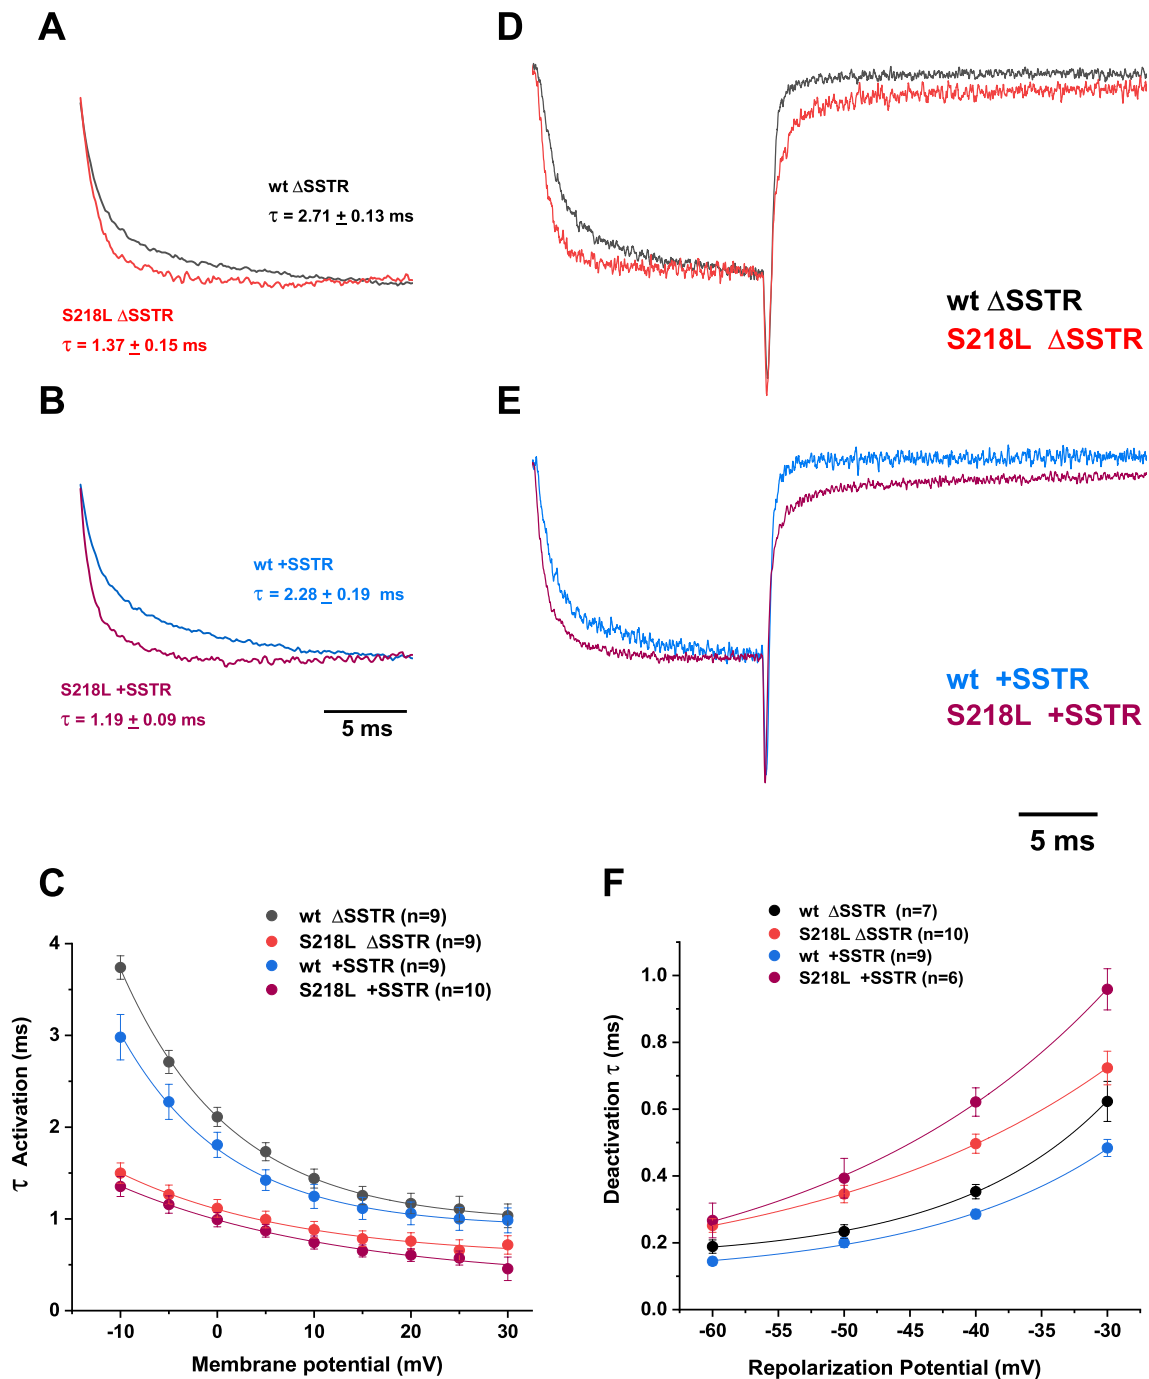 A
wt ΔSSTR
τ = 2.71 ± 0.13 ms
S218L ΔSSTR
τ = 1.37 ± 0.15 ms
D
wt ΔSSTR
S218L ΔSSTR
B
wt +SSTR
τ = 2.28 ± 0.19 ms
S218L +SSTR
τ = 1.19 ± 0.09 ms
5 ms
E
wt +SSTR
S218L +SSTR
5 ms
C
wt ΔSSTR (n=9)
S218L ΔSSTR (n=9)
wt +SSTR (n=9)
S218L +SSTR (n=10)
τ Activation (ms)
4
3
2
1
0
-10
0
10
20
30
Membrane potential (mV)
F
wt ΔSSTR (n=7)
S218L ΔSSTR (n=10)
wt +SSTR (n=9)
S218L +SSTR (n=6)
Deactivation τ (ms)
1.0
0.8
0.6
0.4
0.2
0.0
-60
-55
-50
-45
-40
-35
-30
Repolarization Potential (mV)